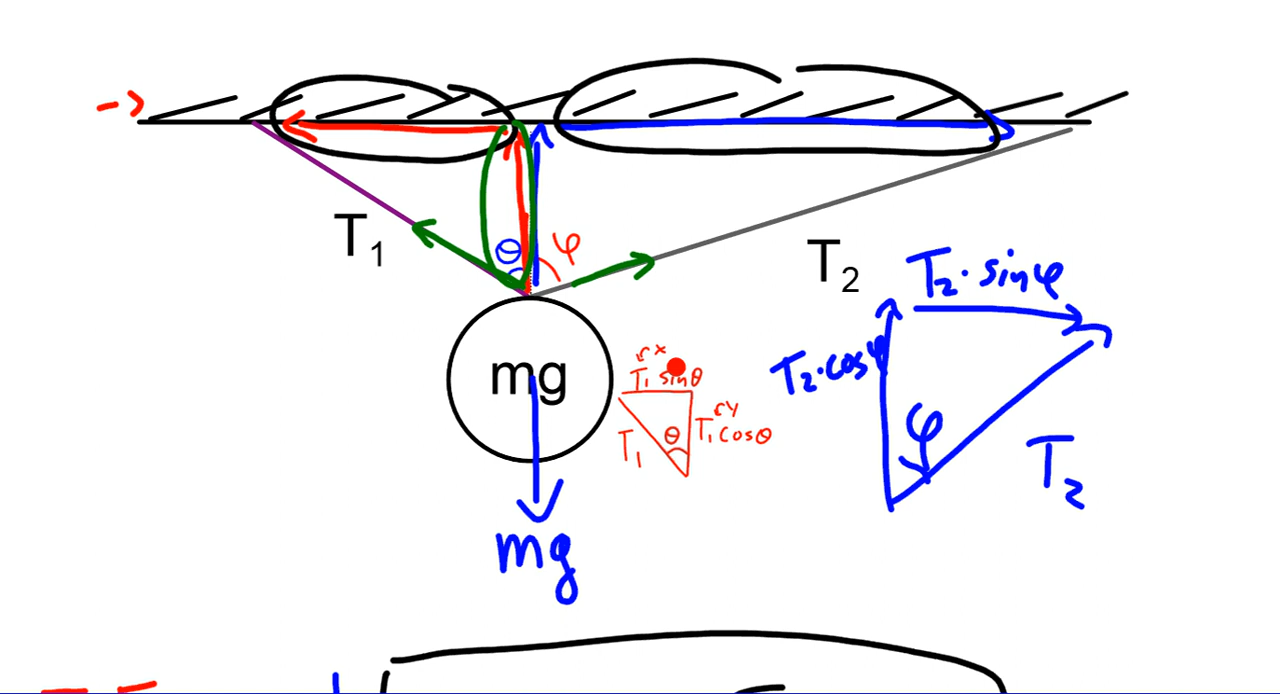 T₁
θ
φ
T₂
mg
T₂·sinφ
T₂·cosφ
φ
T₂
x
T₁ sinθ
y
T₁ cosθ
θ
T₁
mg